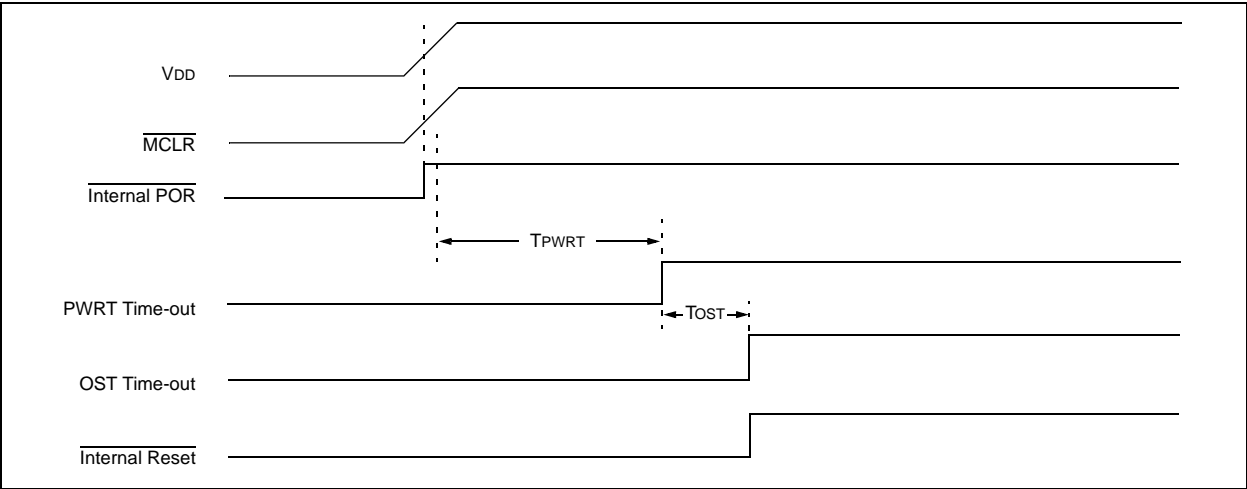 VDD
MCLR
Internal POR
TPWRT
PWRT Time-out
TOST
OST Time-out
Internal Reset